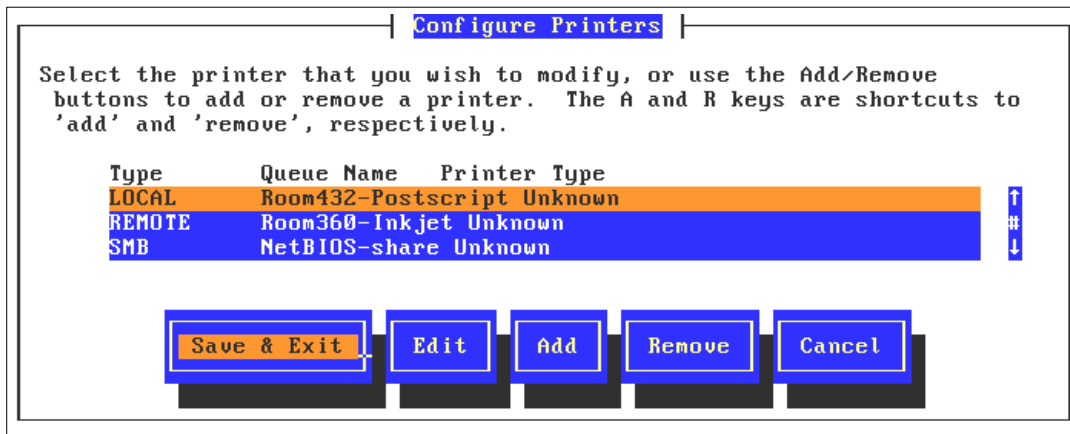 Configure Printers
Select the printer that you wish to modify, or use the Add/Remove
buttons to add or remove a printer. The A and R keys are shortcuts to
'add' and 'remove', respectively.
Type Queue Name Printer Type
LOCAL Room432-Postscript Unknown ↑
REMOTE Room360-Inkjet Unknown #
SMB NetBIOS-share Unknown ↓
Save & Exit Edit Add Remove Cancel